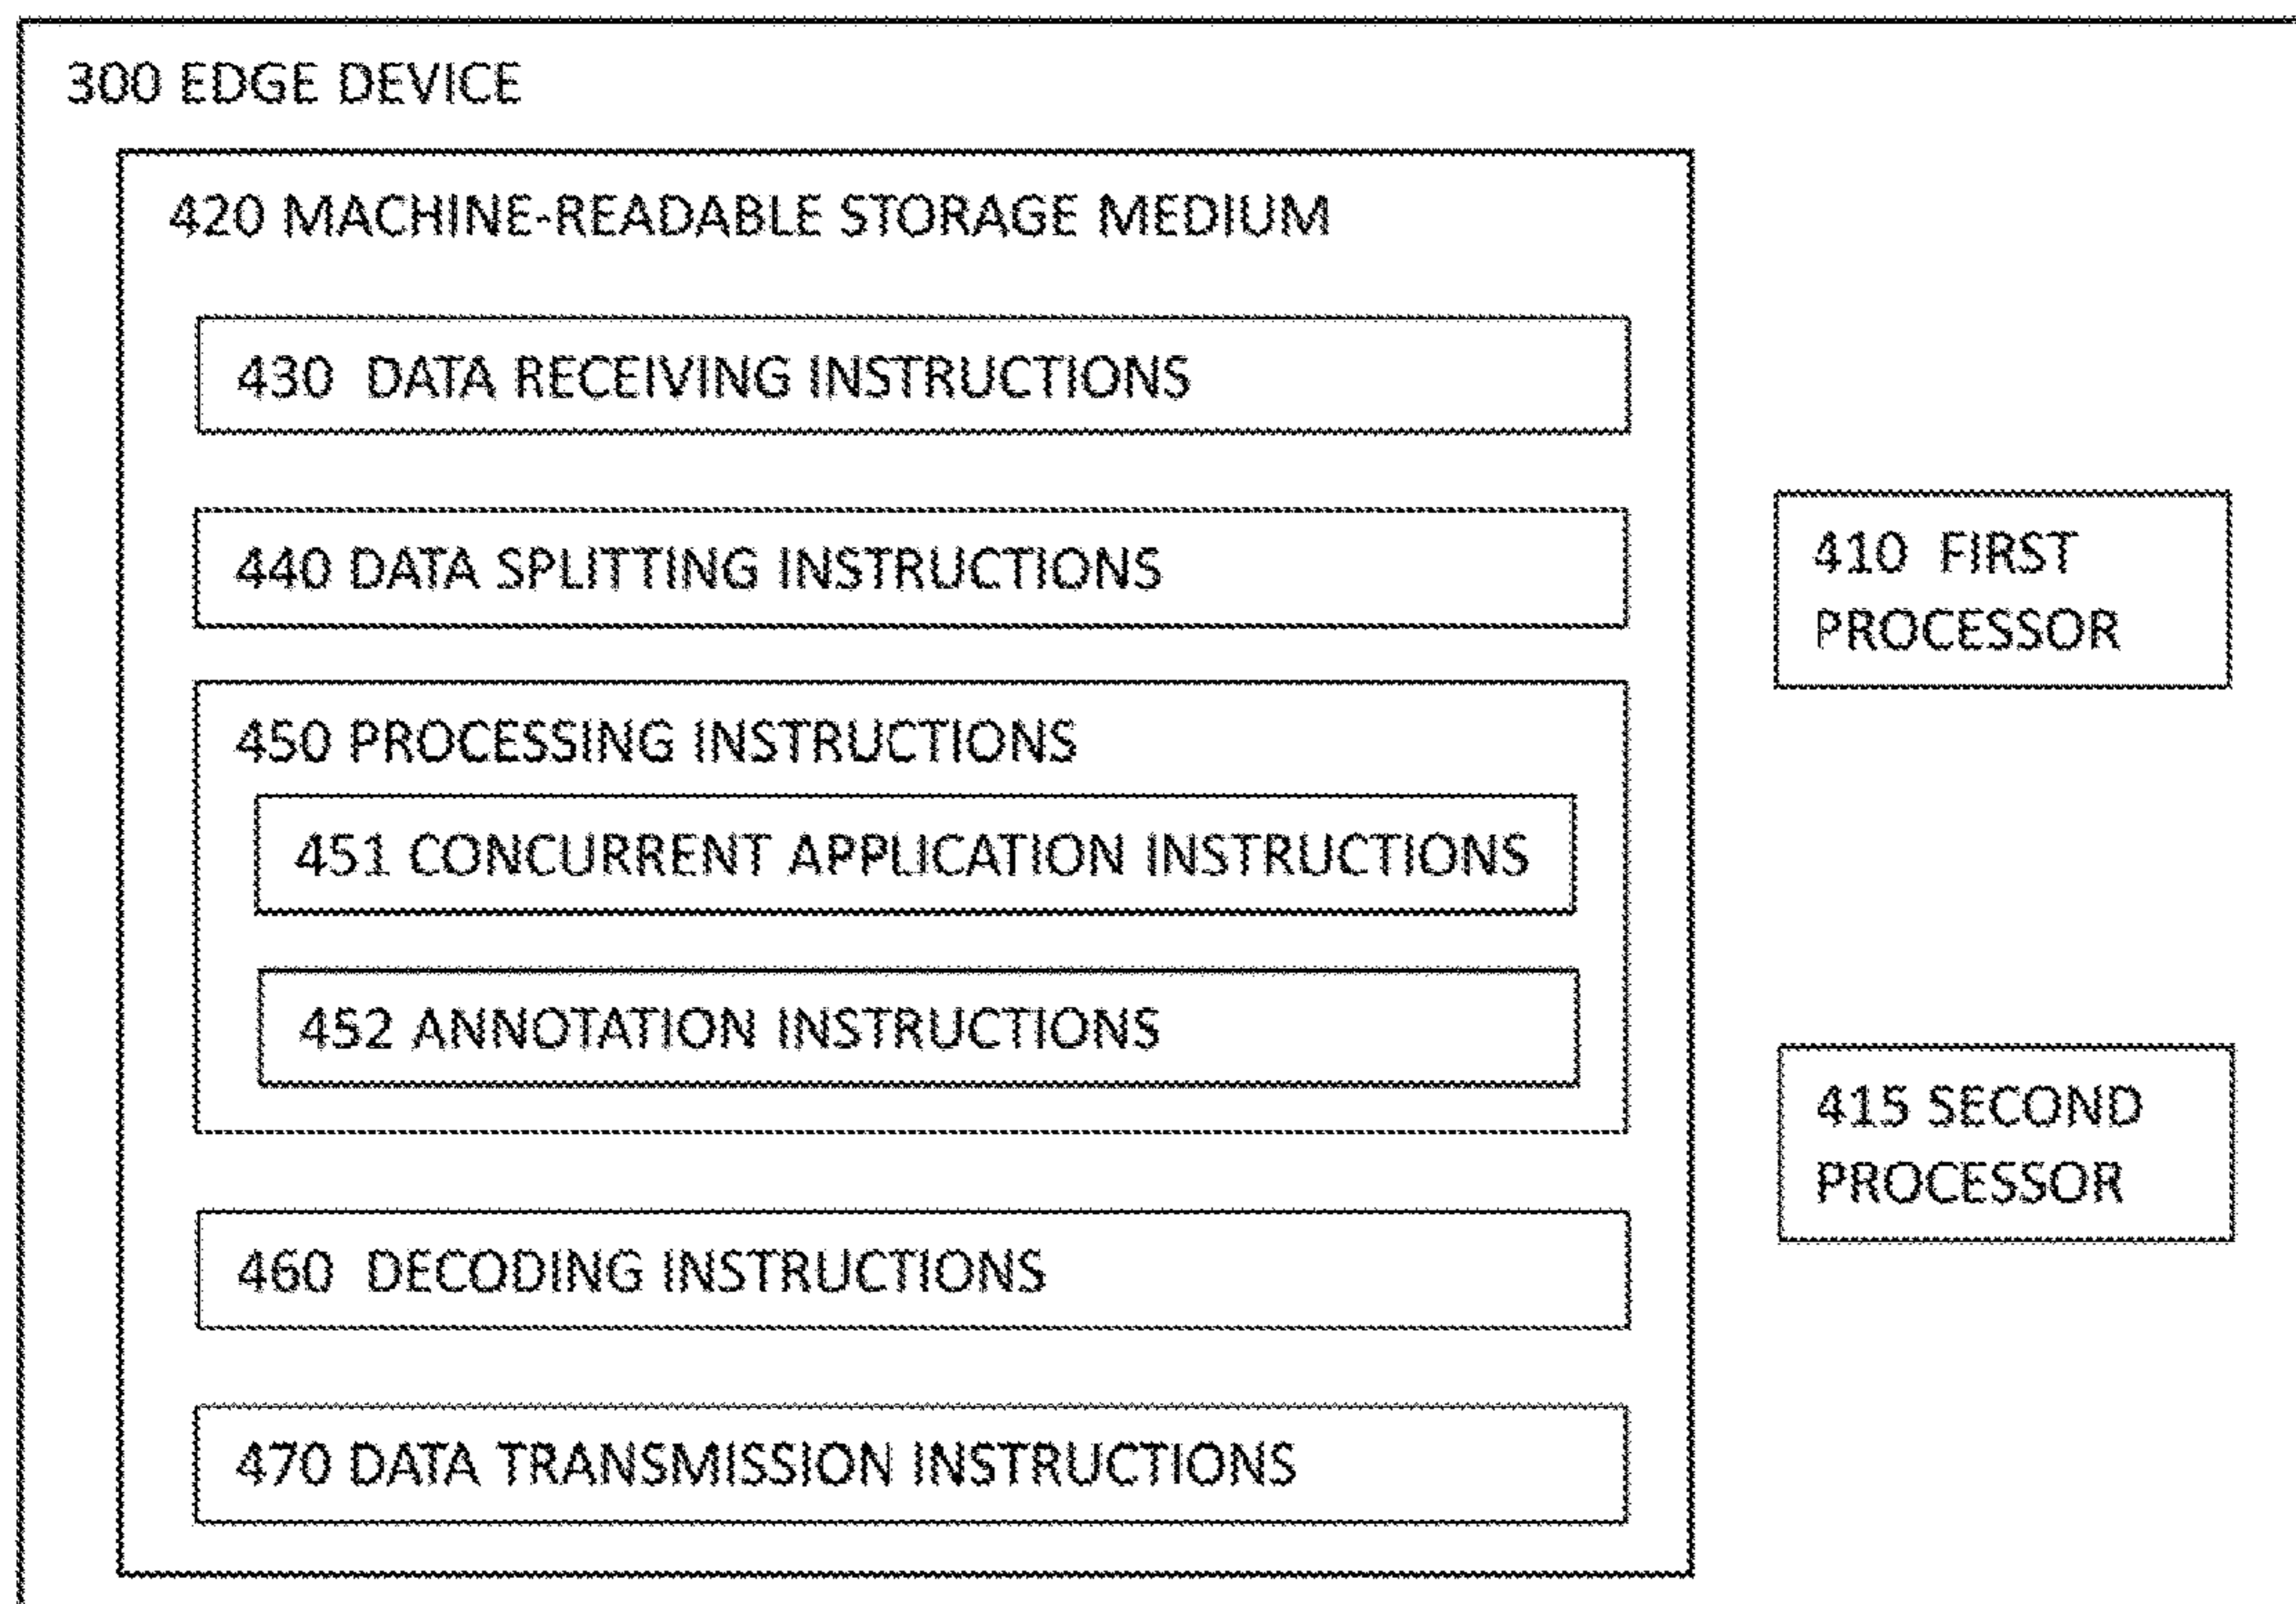 300 EDGE DEVICE
420 MACHINE-READABLE STORAGE MEDIUM
430 DATA RECEIVING INSTRUCTIONS
440 DATA SPLITTING INSTRUCTIONS
450 PROCESSING INSTRUCTIONS
451 CONCURRENT APPLICATION INSTRUCTIONS
452 ANNOTATION INSTRUCTIONS
460 DECODING INSTRUCTIONS
470 DATA TRANSMISSION INSTRUCTIONS
410 FIRST
PROCESSOR
415 SECOND
PROCESSOR